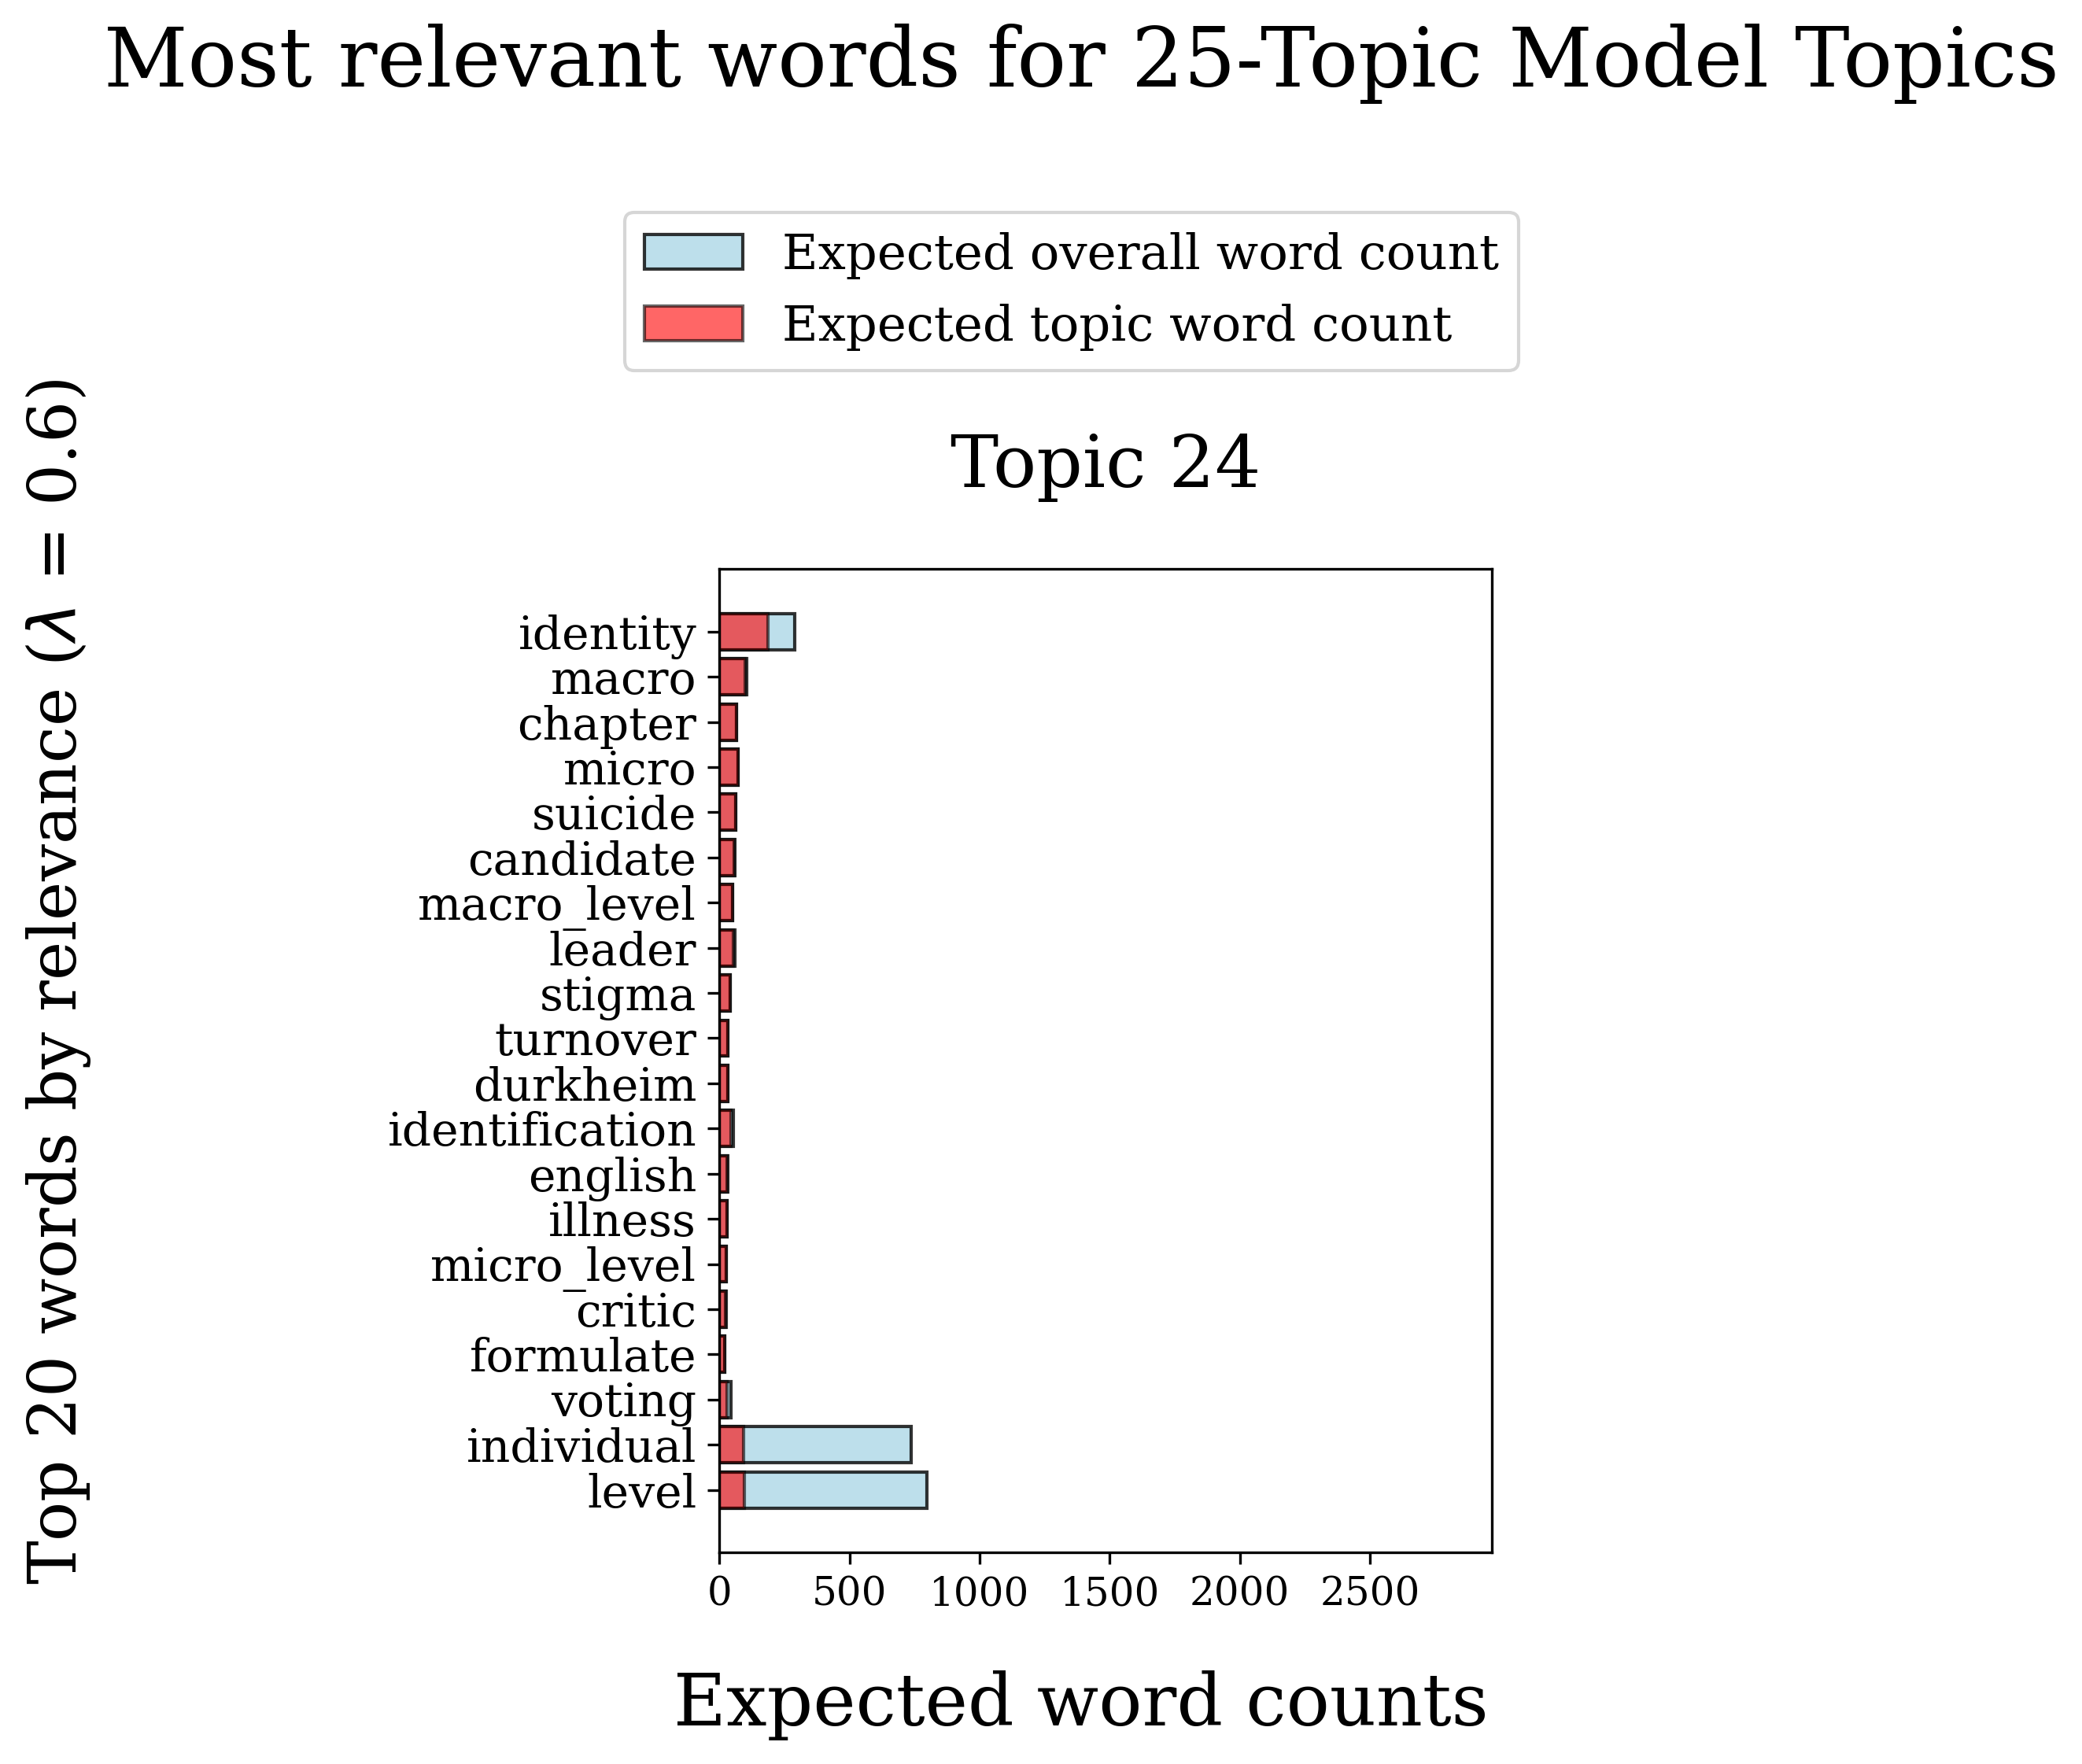 Most relevant words for 25-Topic Model Topics
Expected overall word count
Expected topic word count
Topic 24
Top 20 words by relevance (λ = 0.6)
identity
macro
chapter
micro
suicide
candidate
macro_level
leader
stigma
turnover
durkheim
identification
english
illness
micro_level
critic
formulate
voting
individual
level
0 500 1000 1500 2000 2500
Expected word counts